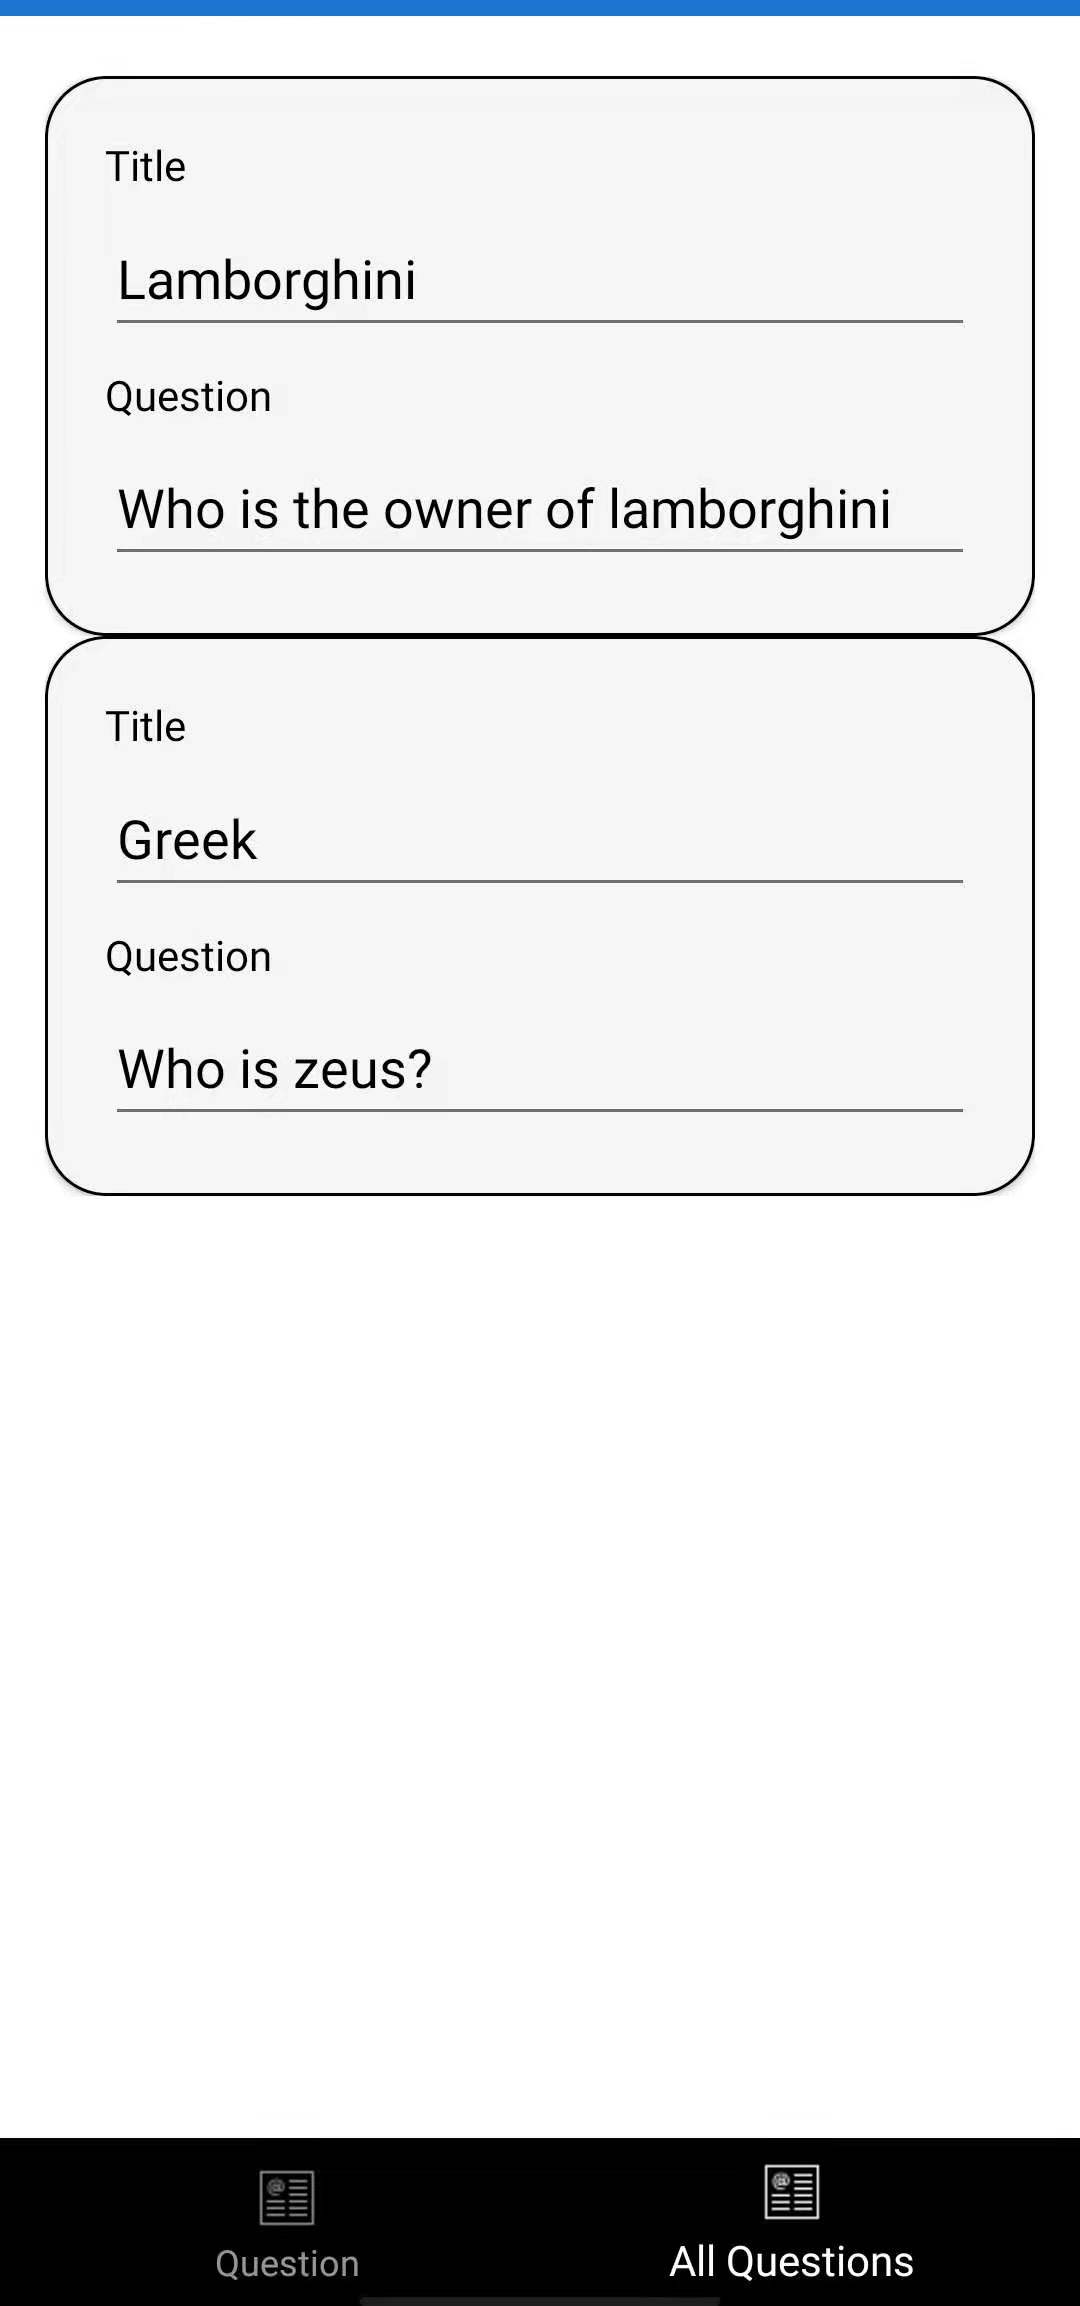 Title
Lamborghini
Question
Who is the owner of lamborghini
Title
Greek
Question
Who is zeus?
Question
All Questions